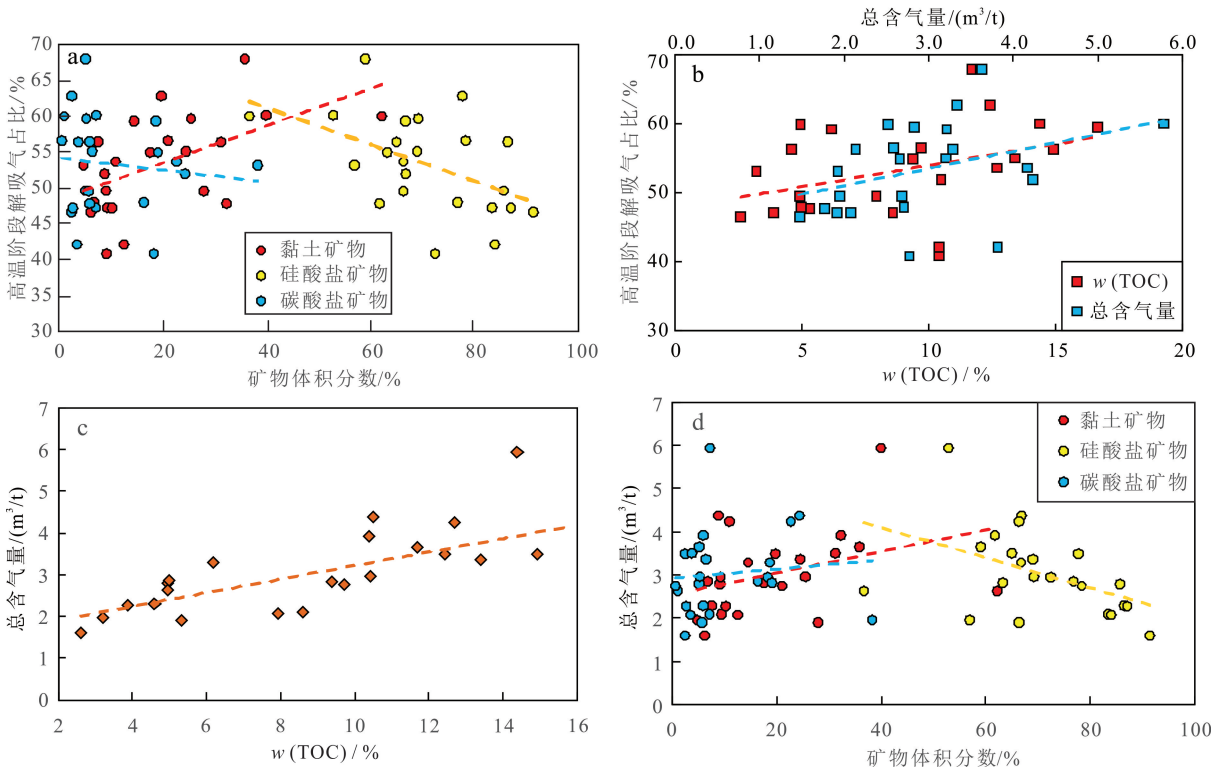 a
70
65
60
55
50
45
40
35
30
高温阶段解吸气占比/%
黏土矿物
硅酸盐矿物
碳酸盐矿物
0 20 40 60 80 100
矿物体积分数/%
总含气量/(m³/t)
0.0 1.0 2.0 3.0 4.0 5.0 6.0
b
70
60
50
40
30
高温阶段解吸气占比/%
w (TOC)
总含气量
0 5 10 15 20
w (TOC) / %
c
7
6
5
4
3
2
1
0
总含气量/(m³/t)
2 4 6 8 10 12 14 16
w (TOC) / %
d
7
6
5
4
3
2
1
0
总含气量/(m³/t)
黏土矿物
硅酸盐矿物
碳酸盐矿物
0 20 40 60 80 100
矿物体积分数/%